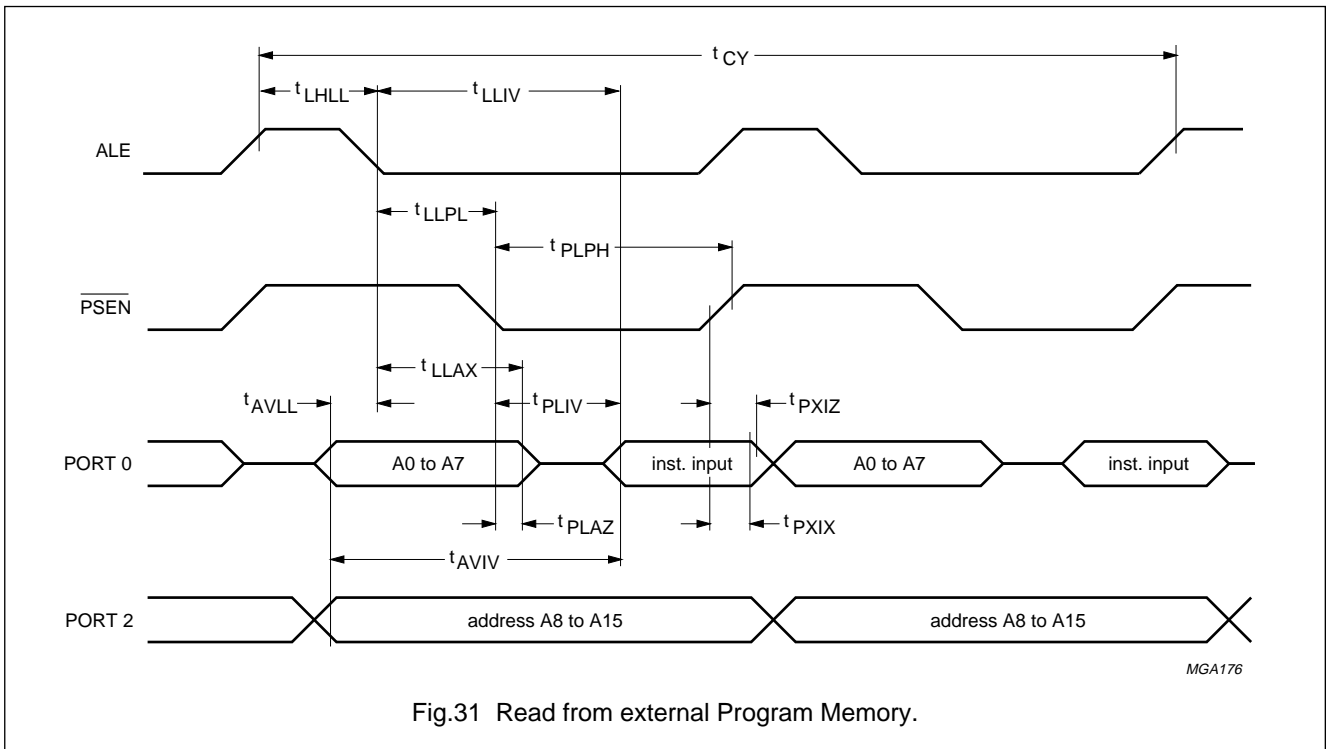 t CY
t LHLL
t LLIV
ALE
t LLPL
t PLPH
PSEN
t LLAX
t AVLL
t PLIV
t PXIZ
PORT 0
A0 to A7
inst. input
A0 to A7
inst. input
t PLAZ
t PXIX
t AVIV
PORT 2
address A8 to A15
address A8 to A15
MGA176
Fig.31 Read from external Program Memory.